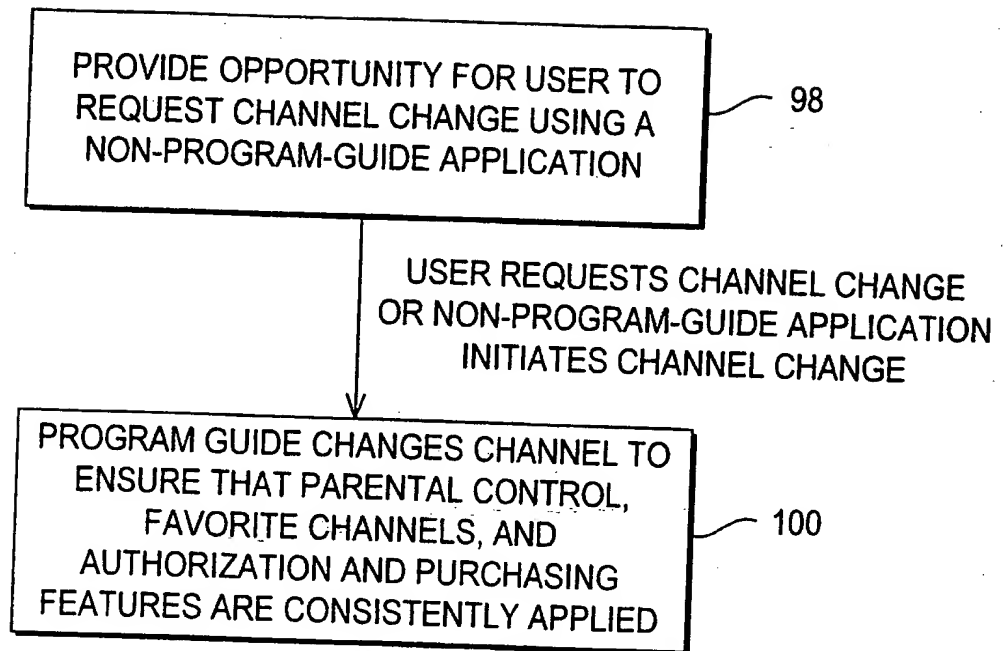 PROVIDE OPPORTUNITY FOR USER TO
REQUEST CHANNEL CHANGE USING A
NON-PROGRAM-GUIDE APPLICATION
98
USER REQUESTS CHANNEL CHANGE
OR NON-PROGRAM-GUIDE APPLICATION
INITIATES CHANNEL CHANGE
PROGRAM GUIDE CHANGES CHANNEL TO
ENSURE THAT PARENTAL CONTROL,
FAVORITE CHANNELS, AND
AUTHORIZATION AND PURCHASING
FEATURES ARE CONSISTENTLY APPLIED
100